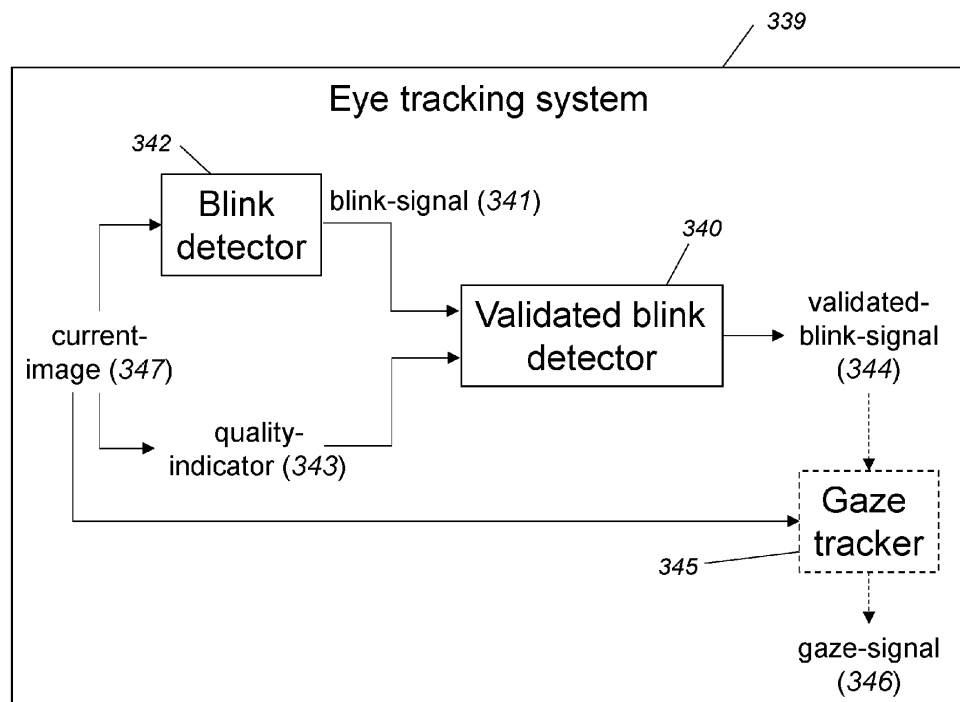 339
Eye tracking system
342
Blink
detector
blink-signal (341)
340
Validated blink
detector
validated-
blink-signal
(344)
current-
image (347)
quality-
indicator (343)
Gaze
tracker
345
gaze-signal
(346)